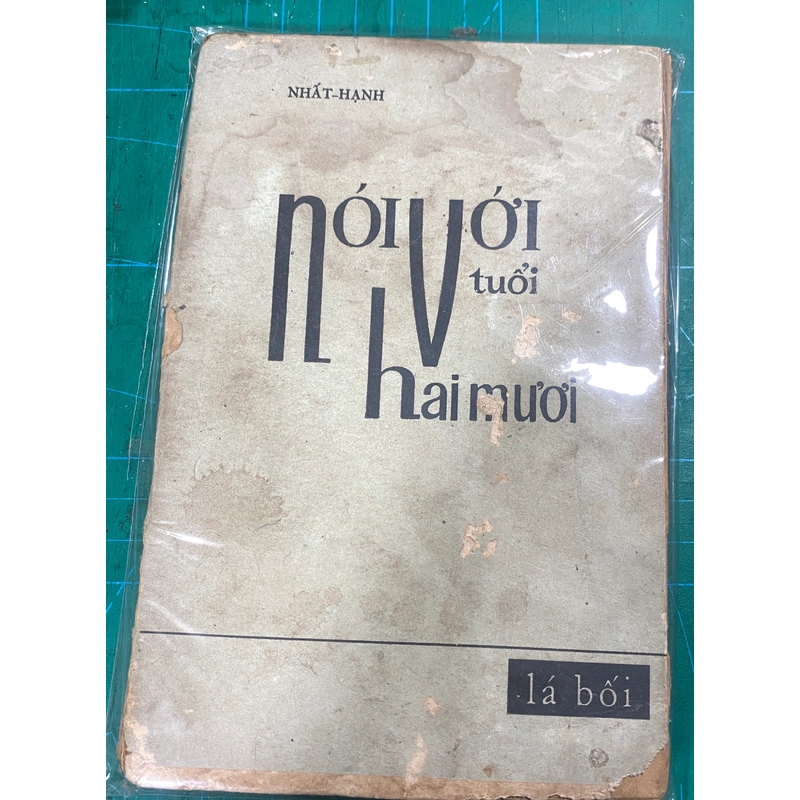 NHẤT-HẠNH
nói với
tuổi
hai mươi
lá bối